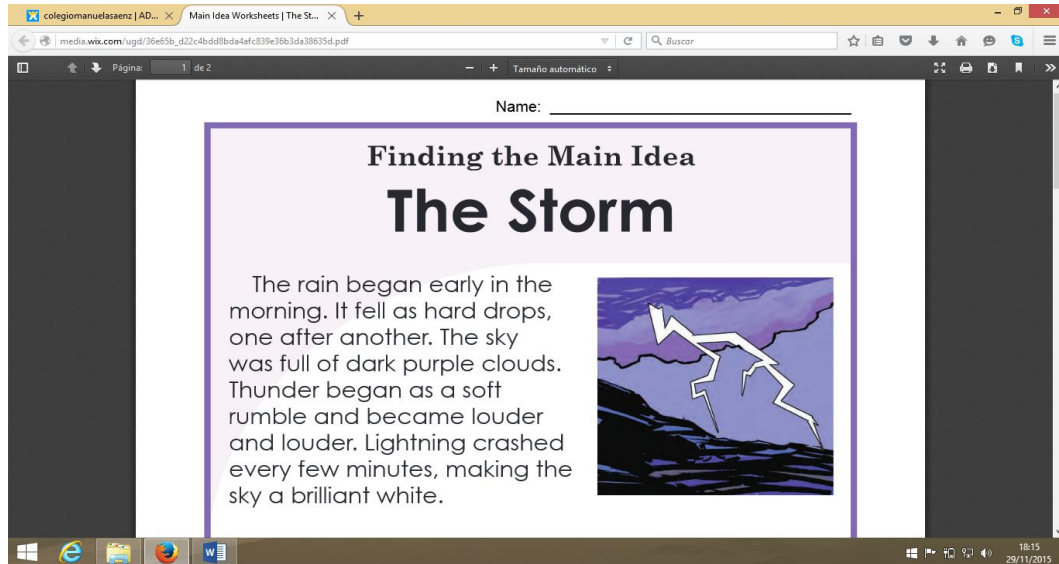 colegiomanuelasaenz | AD...
Main Idea Worksheets | The St...
media.wix.com/ugd/36e65b_d22c4bdd8bda4afc839e36b3da38635d.pdf
Buscar
Página: 1 de 2
Tamaño automático
Name:
Finding the Main Idea
The Storm
The rain began early in the
morning. It fell as hard drops,
one after another. The sky
was full of dark purple clouds.
Thunder began as a soft
rumble and became louder
and louder. Lightning crashed
every few minutes, making the
sky a brilliant white.
18:15
29/11/2015